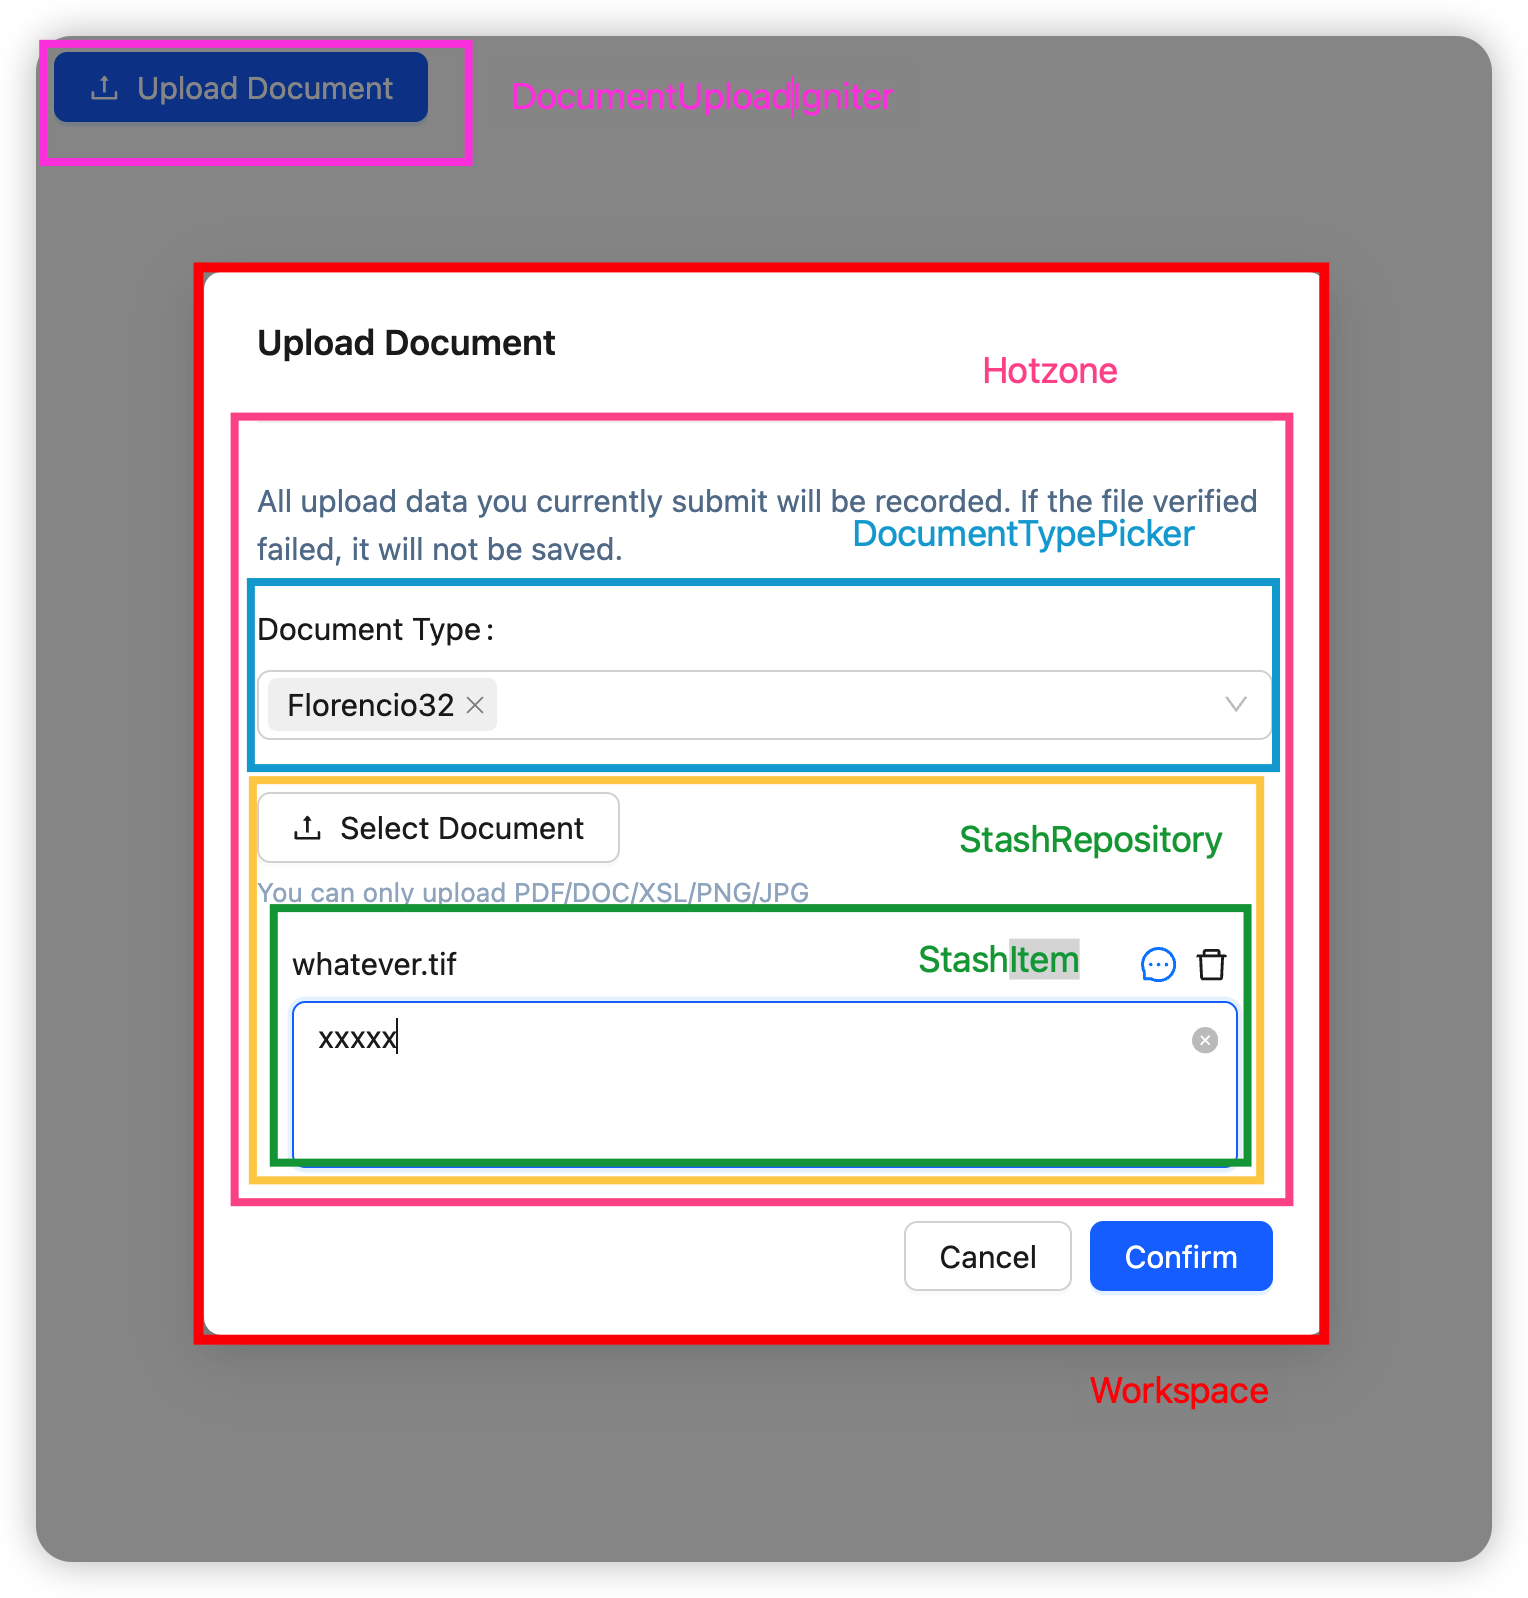 Upload Document
DocumentUploadIgniter
Upload Document
Hotzone
All upload data you currently submit will be recorded. If the file verified
failed, it will not be saved.
DocumentTypePicker
Document Type:
Florencio32
Select Document
StashRepository
You can only upload PDF/DOC/XSL/PNG/JPG
whatever.tif
StashItem
xxxxx
Cancel
Confirm
Workspace